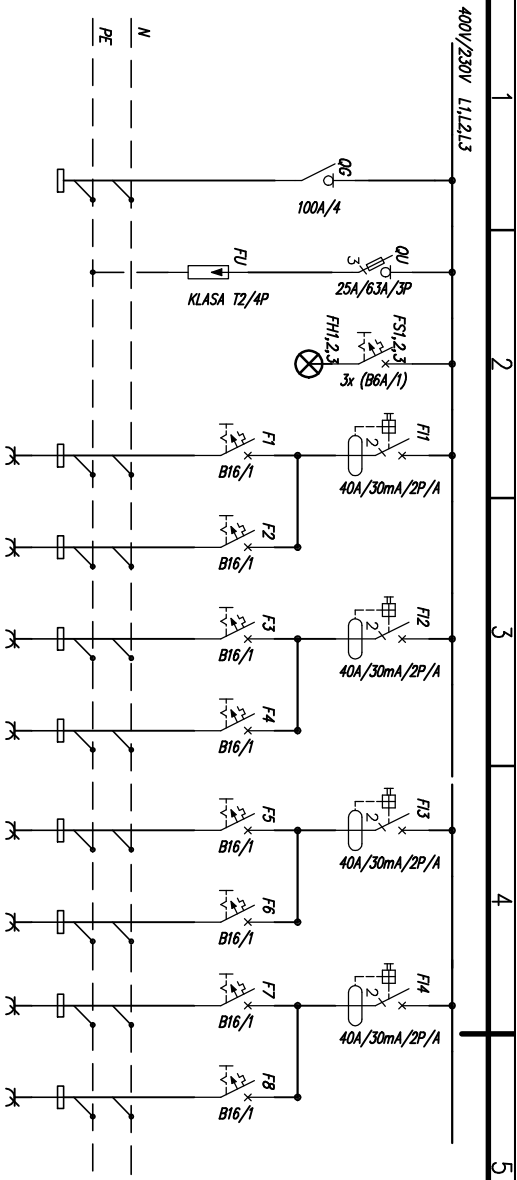 1
2
3
4
5
400V/230V L1,L2,L3
QG
100A/4
QU
3
25A/63A/3P
FU
KLASA T2/4P
FS1,2,3
3x (B6A/1)
FH1,2,3
FI1
2
40A/30mA/2P/A
FI2
2
40A/30mA/2P/A
FI3
2
40A/30mA/2P/A
FI4
2
40A/30mA/2P/A
F1
B16/1
F2
B16/1
F3
B16/1
F4
B16/1
F5
B16/1
F6
B16/1
F7
B16/1
F8
B16/1
N
PE